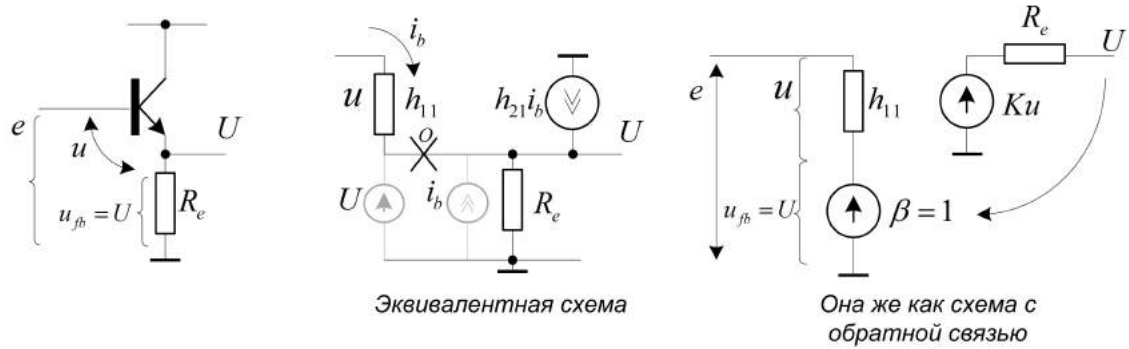 e
u
U
u_fb = U
R_e
i_b
u
h_11
h_21 i_b
O
U
U
i_b
R_e
Эквивалентная схема
R_e
U
e
u
h_11
Ku
u_fb = U
β = 1
Она же как схема с
обратной связью